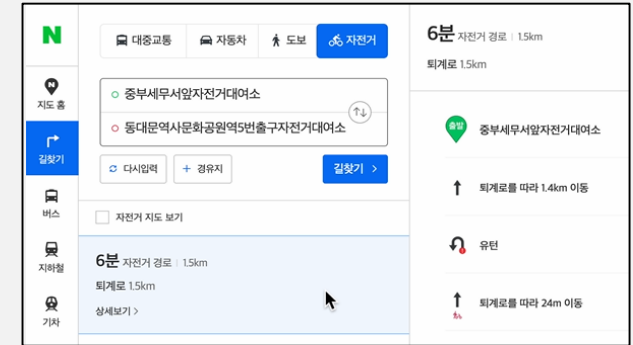 N
지도 홈
길찾기
버스
지하철
기차
대중교통
자동차
도보
자전거
중부세무서앞자전거대여소
동대문역사문화공원역5번출구자전거대여소
다시입력
+ 경유지
길찾기 >
자전거 지도 보기
6분 자전거 경로 | 1.5km
퇴계로 1.5km
상세보기 >
6분 자전거 경로 | 1.5km
퇴계로 1.5km
출발
중부세무서앞자전거대여소
퇴계로를 따라 1.4km 이동
유턴
퇴계로를 따라 24m 이동